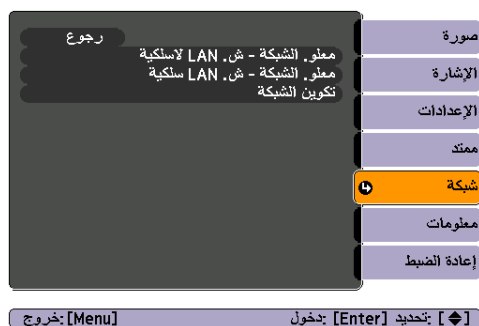 رجوع
معلو. الشبكة - ش. LAN لاسلكية
معلو. الشبكة - ش. LAN سلكية
تكوين الشبكة
صورة
الإشارة
الإعدادات
ممتد
شبكة
معلومات
إعادة الضبط
[◆]: تحديد [Enter]: دخول [Menu]: خروج